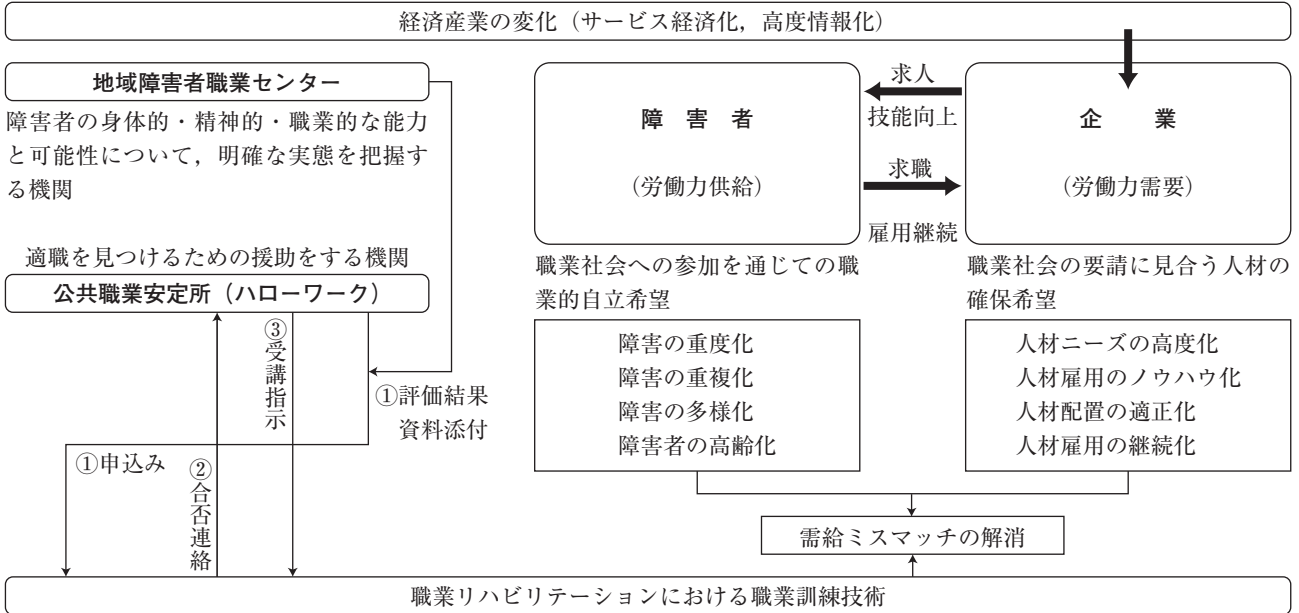 経済産業の変化（サービス経済化，高度情報化）
地域障害者職業センター
障害者の身体的・精神的・職業的な能力
と可能性について，明確な実態を把握す
る機関
適職を見つけるための援助をする機関
公共職業安定所（ハローワーク）
③受講指示
①評価結果
資料添付
①申込み
②合否連絡
障　害　者
（労働力供給）
求人
技能向上
求職
雇用継続
企　　業
（労働力需要）
職業社会への参加を通じての職
業的自立希望
職業社会の要請に見合う人材の
確保希望
障害の重度化
障害の重複化
障害の多様化
障害者の高齢化
人材ニーズの高度化
人材雇用のノウハウ化
人材配置の適正化
人材雇用の継続化
需給ミスマッチの解消
職業リハビリテーションにおける職業訓練技術